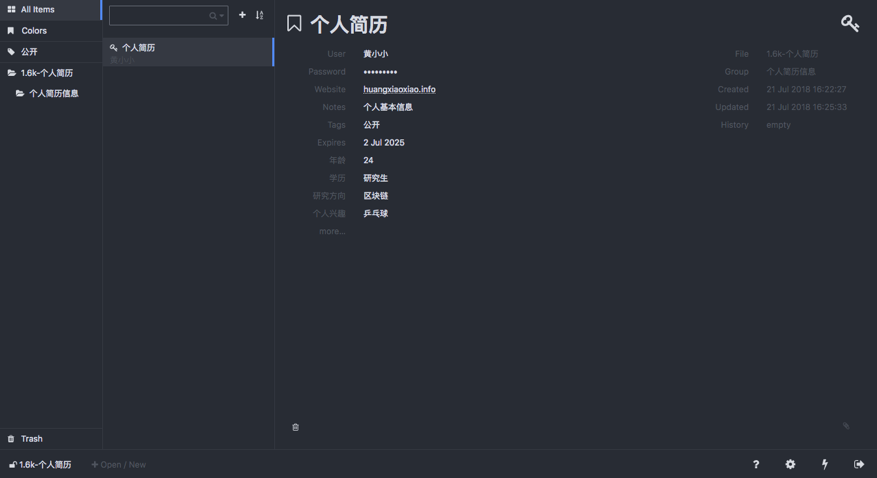 All Items
Colors
公开
1.6k-个人简历
个人简历信息
个人简历
黄小小
个人简历
User 黄小小
Password •••••••••
Website huangxiaoxiao.info
Notes 个人基本信息
Tags 公开
Expires 2 Jul 2025
年龄 24
学历 研究生
研究方向 区块链
个人兴趣 乒乓球
more...
File 1.6k-个人简历
Group 个人简历信息
Created 21 Jul 2018 16:22:27
Updated 21 Jul 2018 16:25:33
History empty
Trash
1.6k-个人简历
Open / New